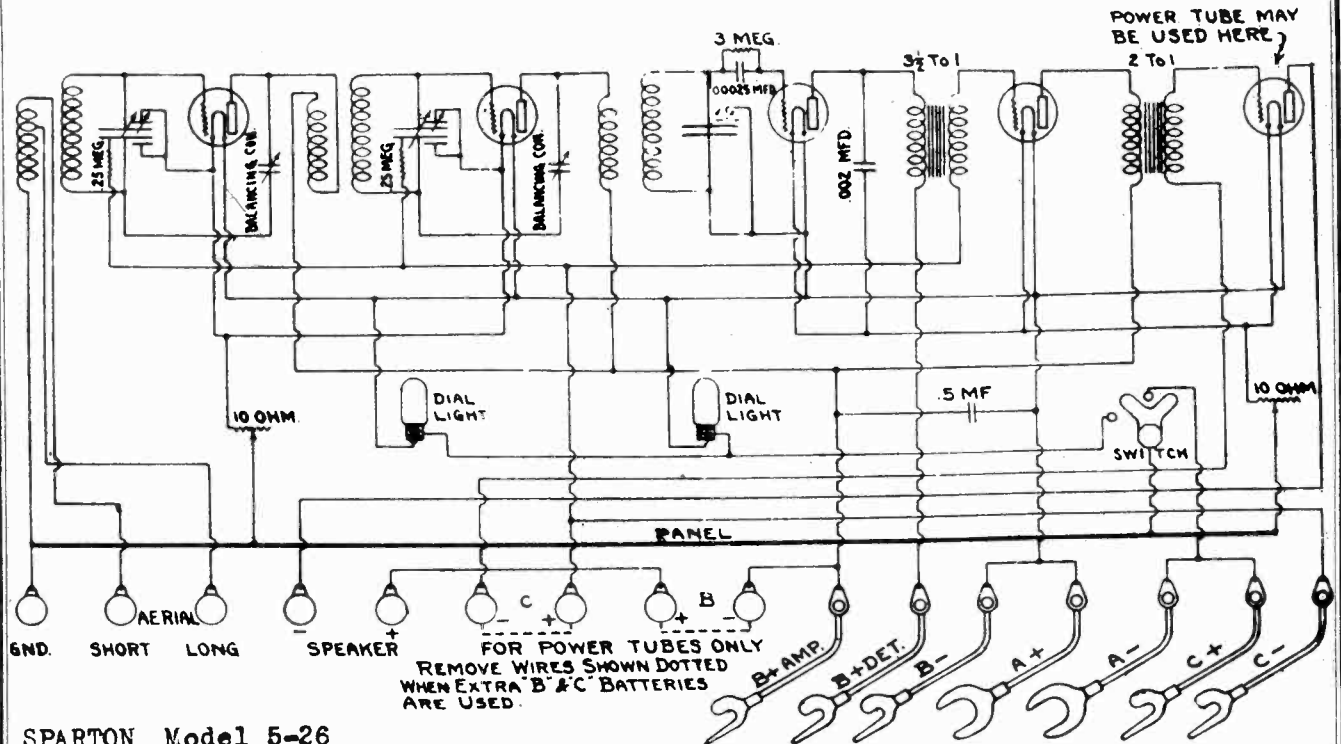 POWER TUBE MAY
BE USED HERE
3 MEG.
.00025 MFD
3½ TO 1
2 TO 1
.25 MEG.
BALANCING CON.
.25 MEG
BALANCING CON.
.002 MFD.
10 OHM.
DIAL
LIGHT
DIAL
LIGHT
.5 MF
SWITCH
10 OHM
PANEL
GND.
SHORT
AERIAL
LONG
-
SPEAKER
+
-
C
+
+
B
-
FOR POWER TUBES ONLY
REMOVE WIRES SHOWN DOTTED
WHEN EXTRA "B" & "C" BATTERIES
ARE USED.
B+ AMP.
B+ DET.
B-
A+
A-
C+
C-
SPARTON Model 5-26